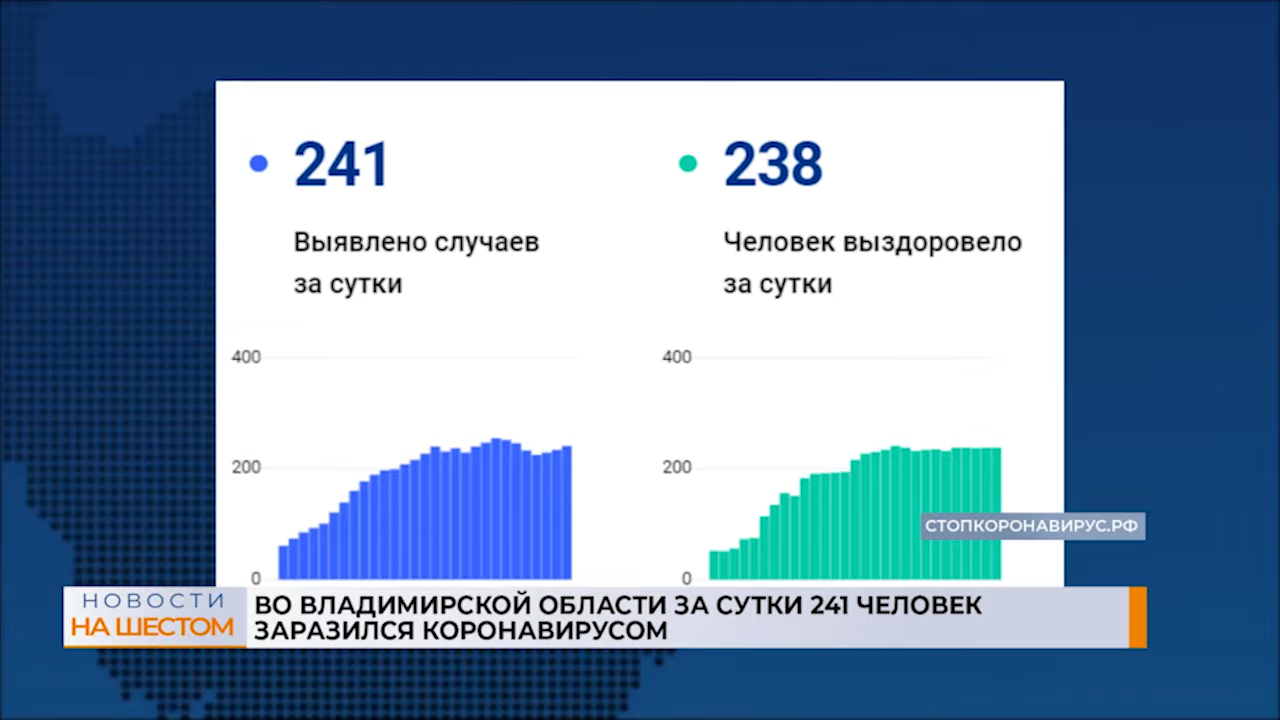 241
Выявлено случаев
за сутки
400
200
0
238
Человек выздоровело
за сутки
400
200
0
СТОПКОРОНАВИРУС.РФ
НОВОСТИ
НА ШЕСТОМ
ВО ВЛАДИМИРСКОЙ ОБЛАСТИ ЗА СУТКИ 241 ЧЕЛОВЕК
ЗАРАЗИЛСЯ КОРОНАВИРУСОМ